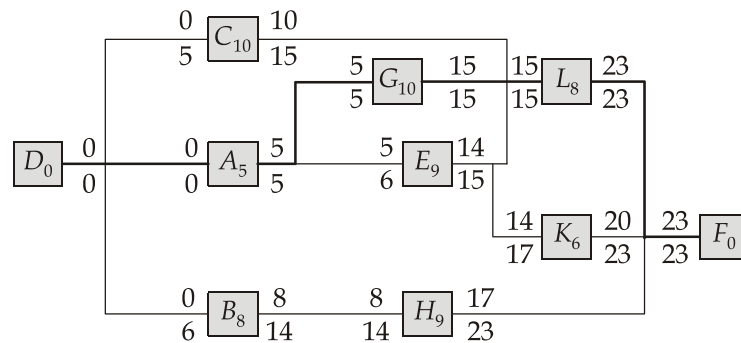 0 C10 10
5 15
5 G10 15 15 L8 23
5 15 15 23
D0 0 0 A5 5 5 E9 14
0 0 5 6 15
14 K6 20 23 F0
17 23 23
0 B8 8 8 H9 17
6 14 14 23